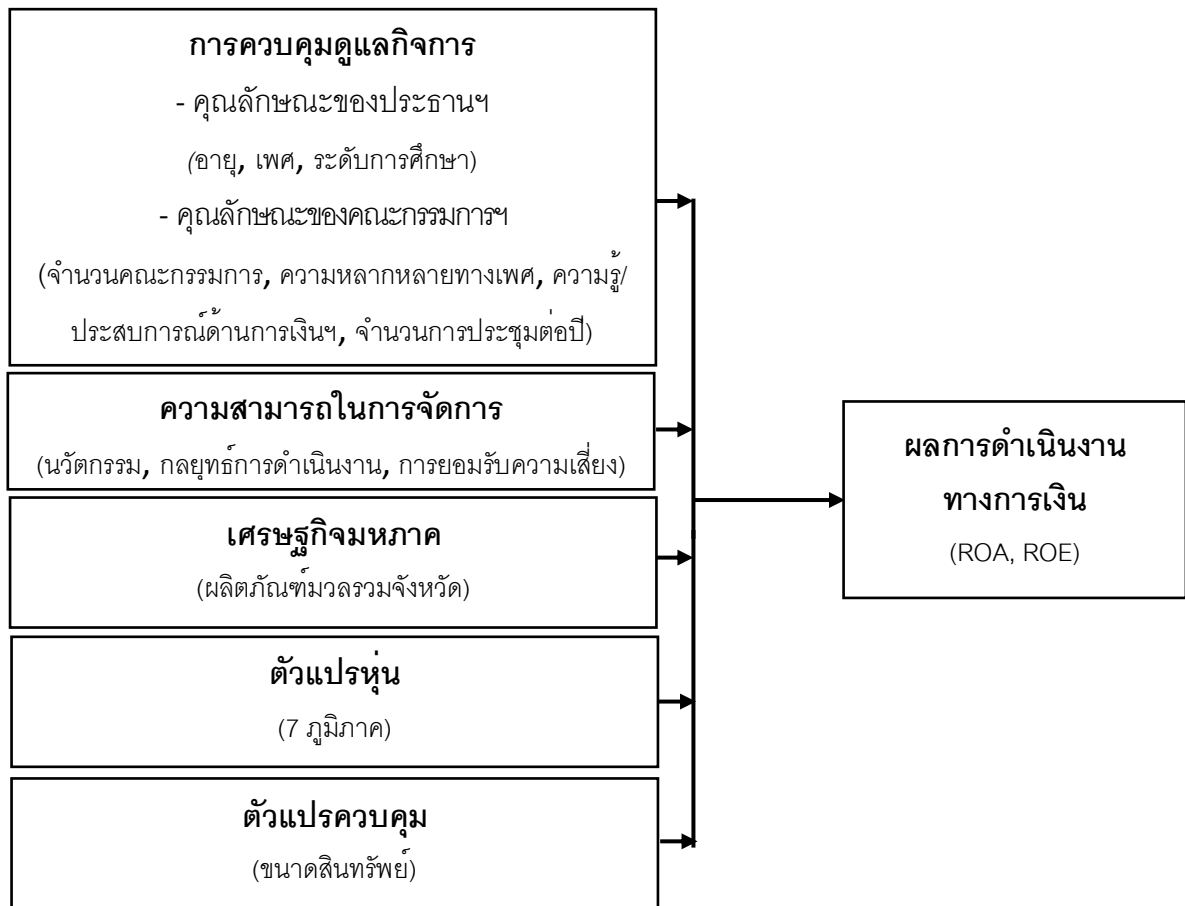 การควบคุมดูแลกิจการ
- คุณลักษณะของประธานฯ
(อายุ, เพศ, ระดับการศึกษา)
- คุณลักษณะของคณะกรรมการฯ
(จำนวนคณะกรรมการ, ความหลากหลายทางเพศ, ความรู้/
ประสบการณ์ด้านการเงินฯ, จำนวนการประชุมต่อปี)
ความสามารถในการจัดการ
(นวัตกรรม, กลยุทธ์การดำเนินงาน, การยอมรับความเสี่ยง)
เศรษฐกิจมหภาค
(ผลิตภัณฑ์มวลรวมจังหวัด)
ตัวแปรหุ่น
(7 ภูมิภาค)
ตัวแปรควบคุม
(ขนาดสินทรัพย์)
ผลการดำเนินงาน
ทางการเงิน
(ROA, ROE)